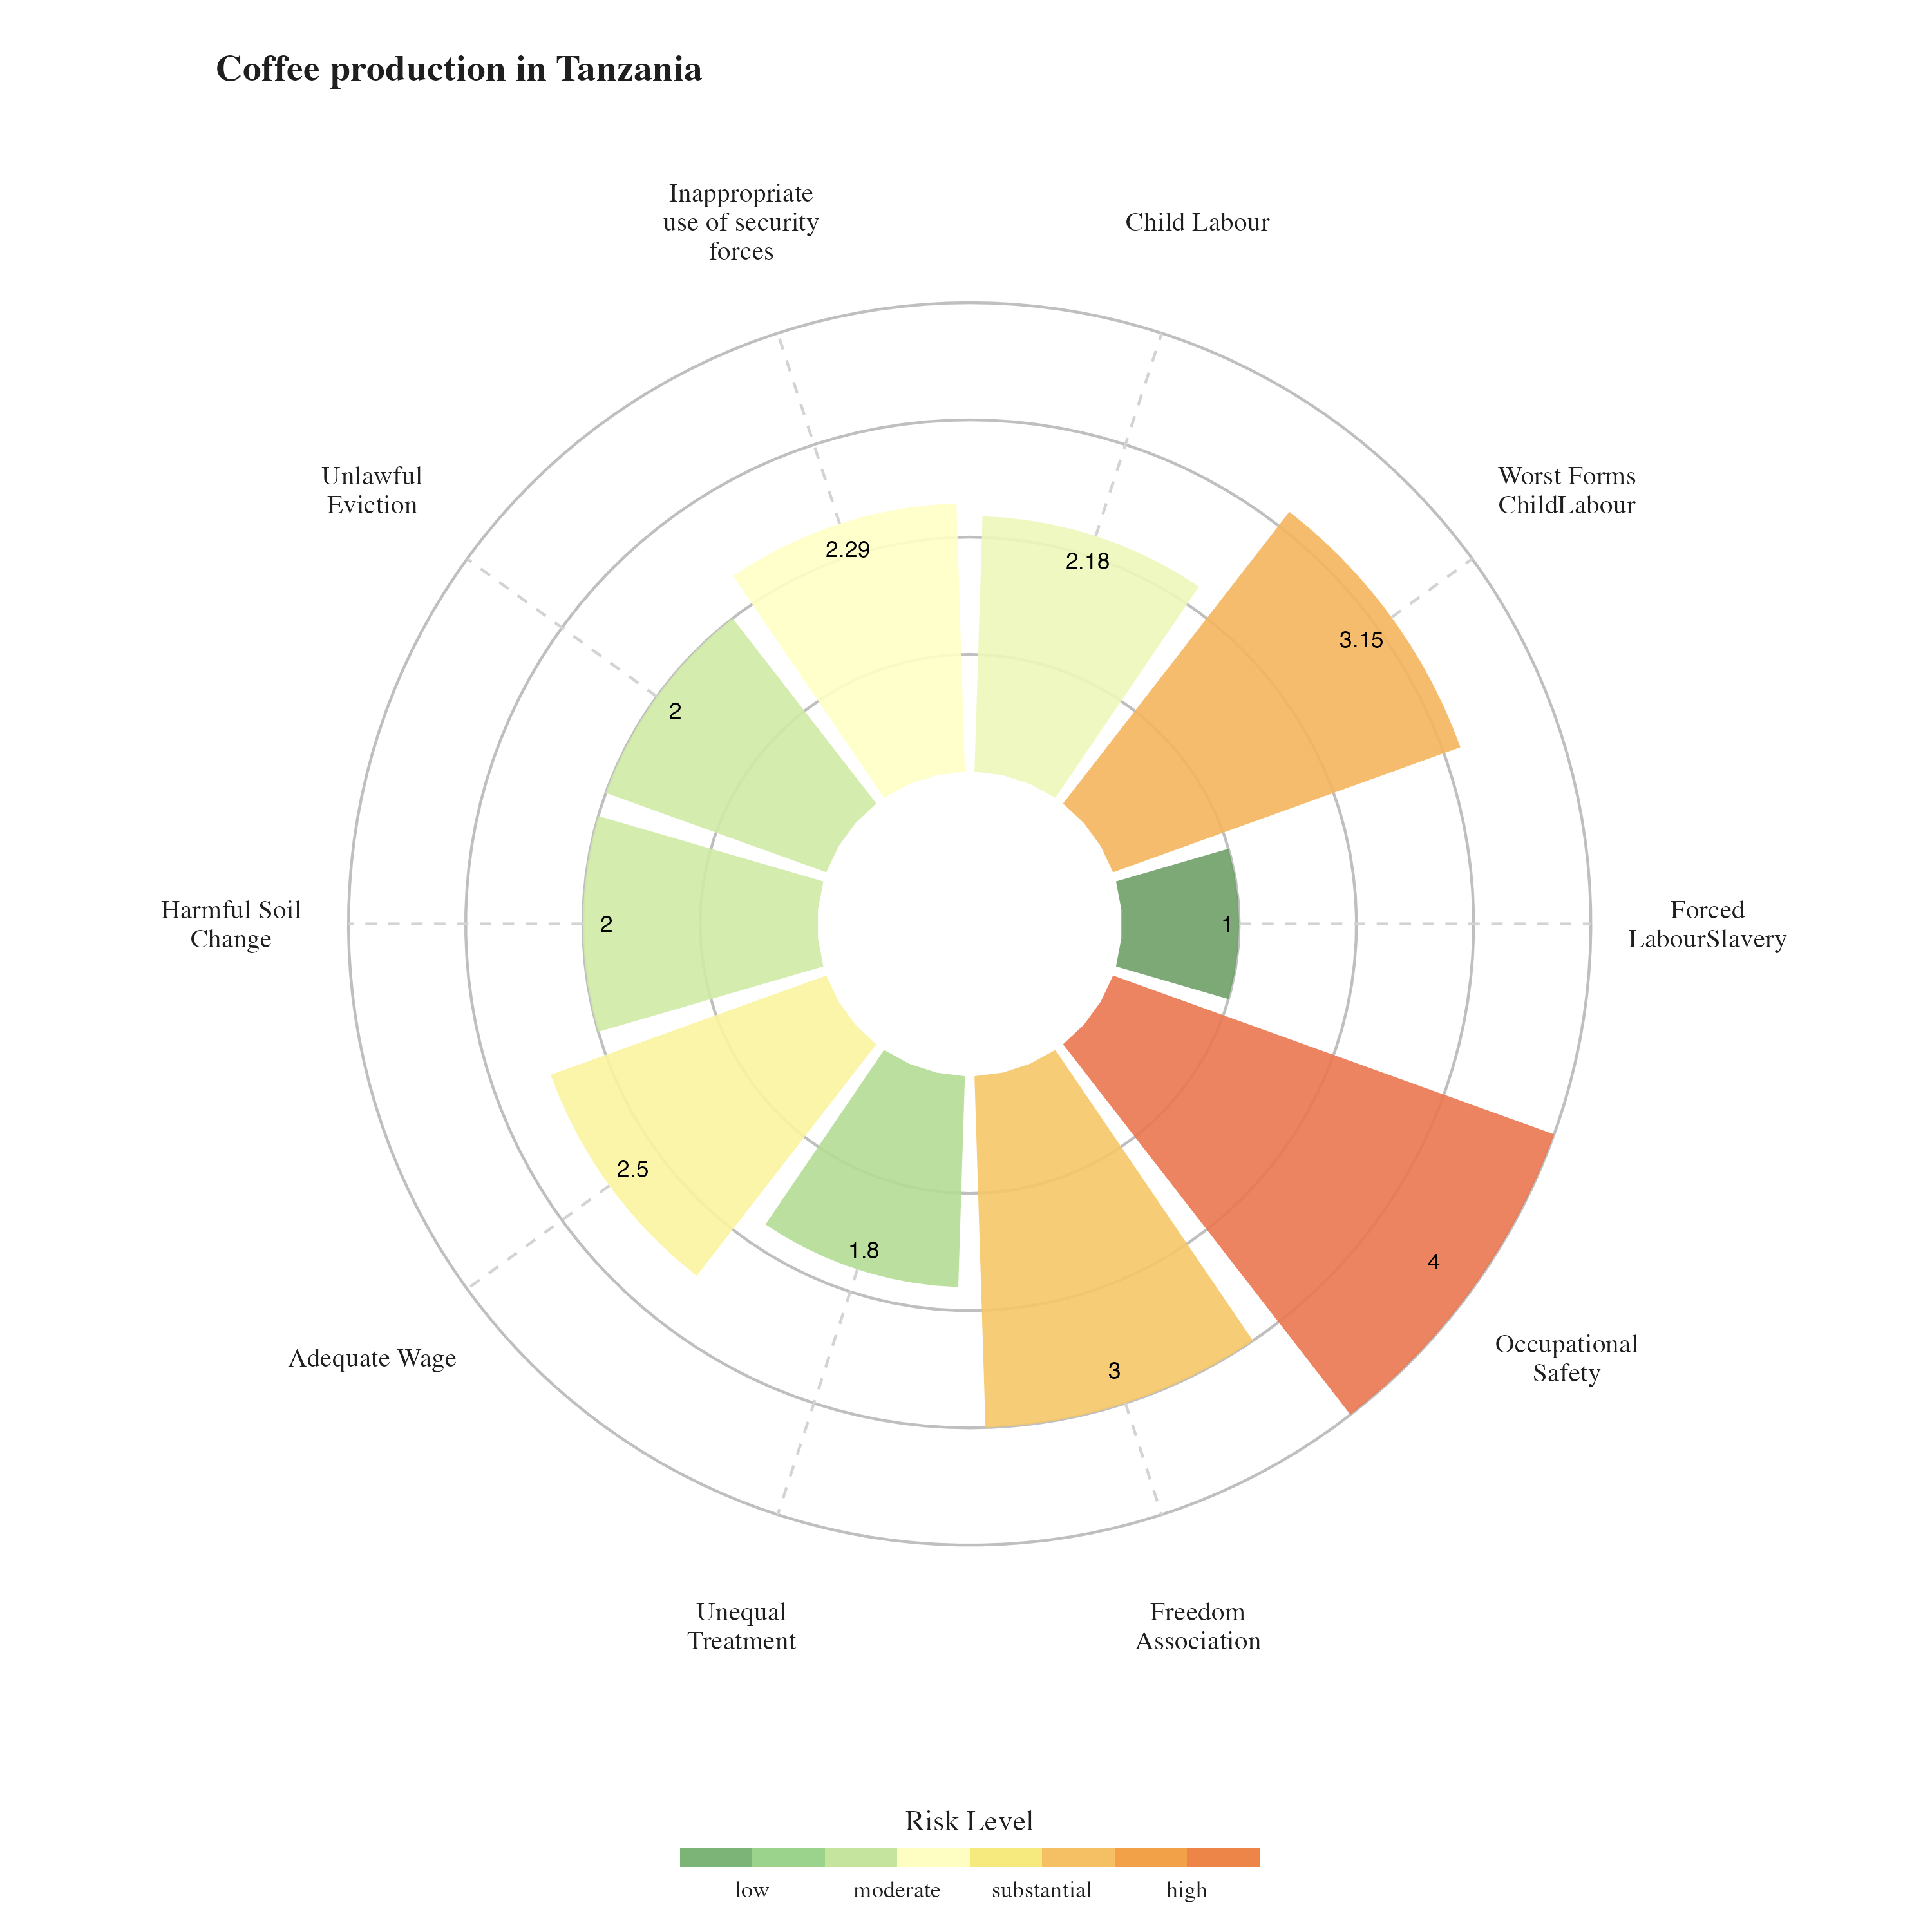 Coffee production in Tanzania
Inappropriate
use of security
forces
Child Labour
Unlawful
Eviction
Worst Forms
ChildLabour
2.29
2.18
3.15
2
Harmful Soil
Change
2
1
Forced
LabourSlavery
2.5
1.8
3
4
Adequate Wage
Occupational
Safety
Unequal
Treatment
Freedom
Association
Risk Level
low
moderate
substantial
high